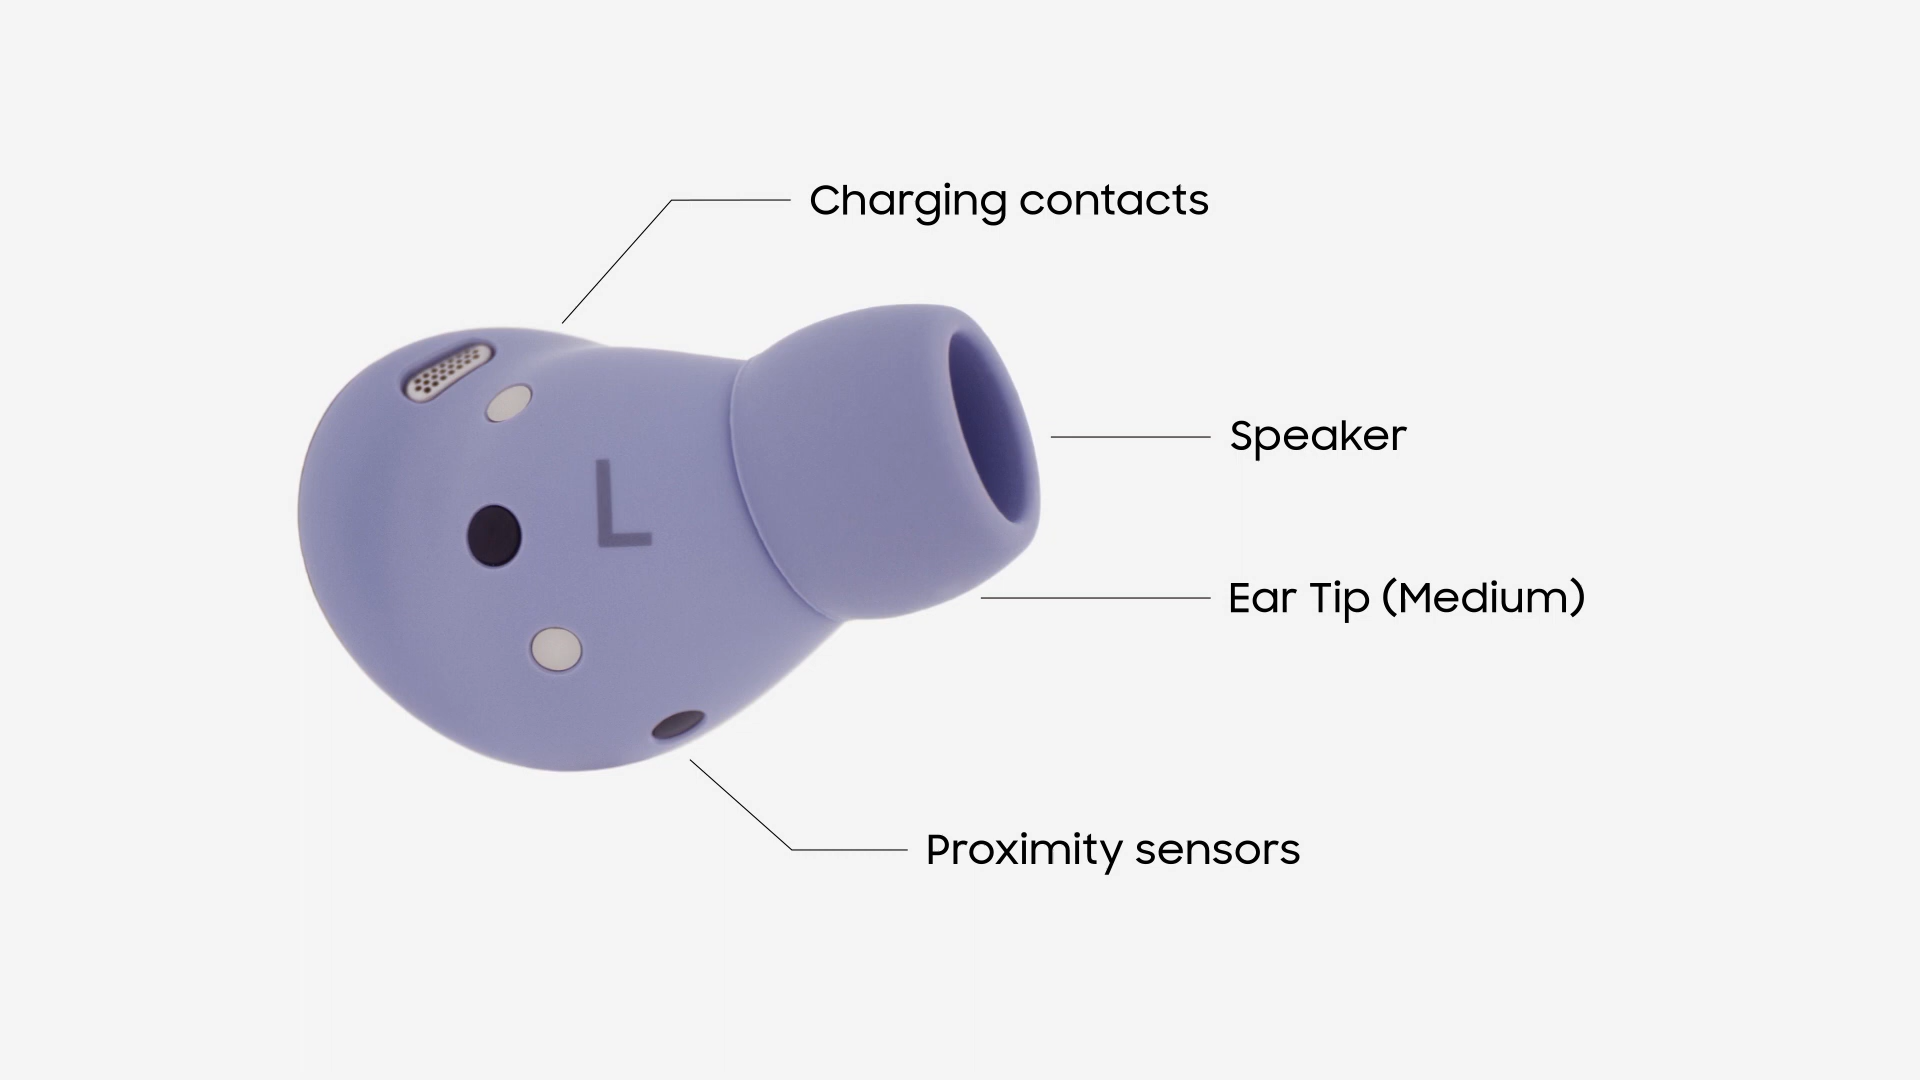 Charging contacts
Speaker
L
Ear Tip (Medium)
Proximity sensors